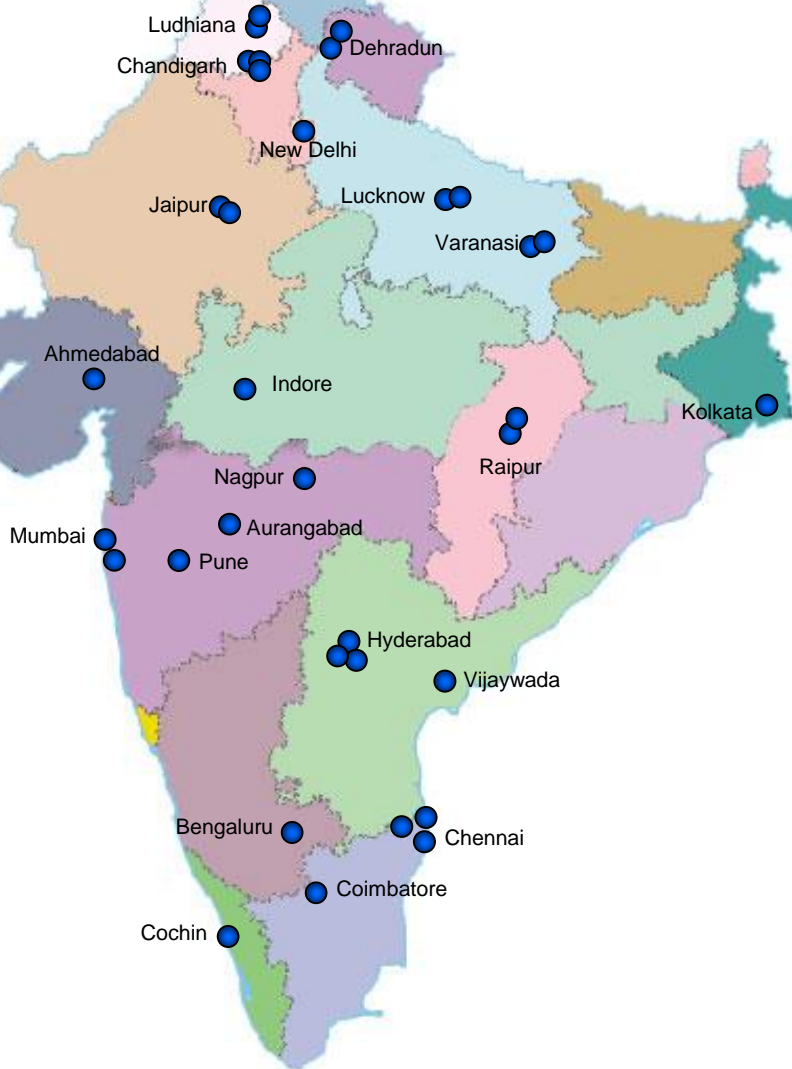 Ludhiana
Dehradun
Chandigarh
New Delhi
Lucknow
Jaipur
Varanasi
Ahmedabad
Indore
Kolkata
Raipur
Nagpur
Aurangabad
Mumbai
Pune
Hyderabad
Vijaywada
Bengaluru
Chennai
Coimbatore
Cochin